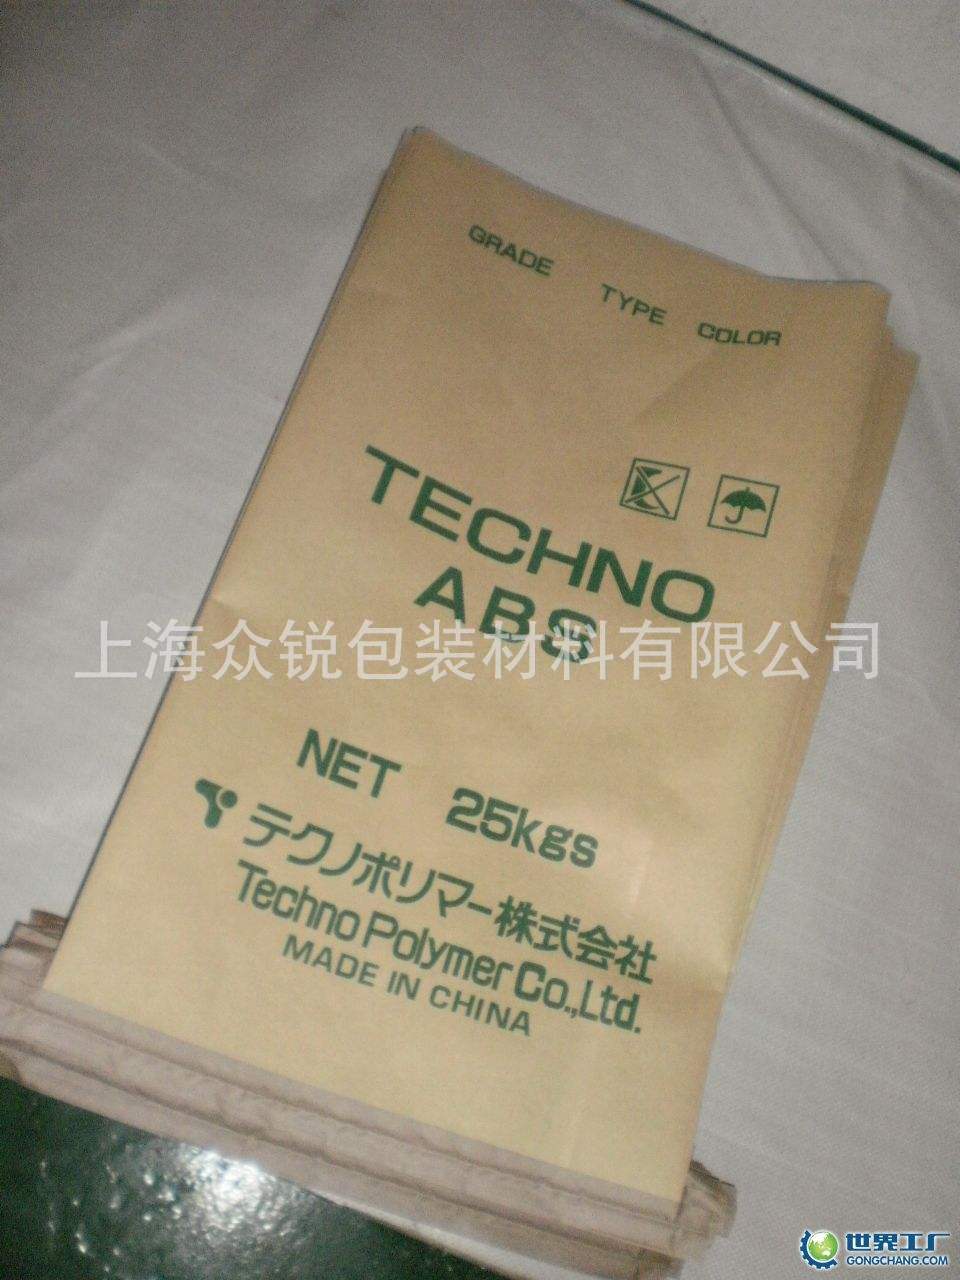 GRADE TYPE COLOR
TECHNO
ABS
上海众锐包装材料有限公司
NET 25kgs
テクノポリマー株式会社
Techno Polymer Co.,Ltd.
MADE IN CHINA
世界工厂
GONGCHANG.COM